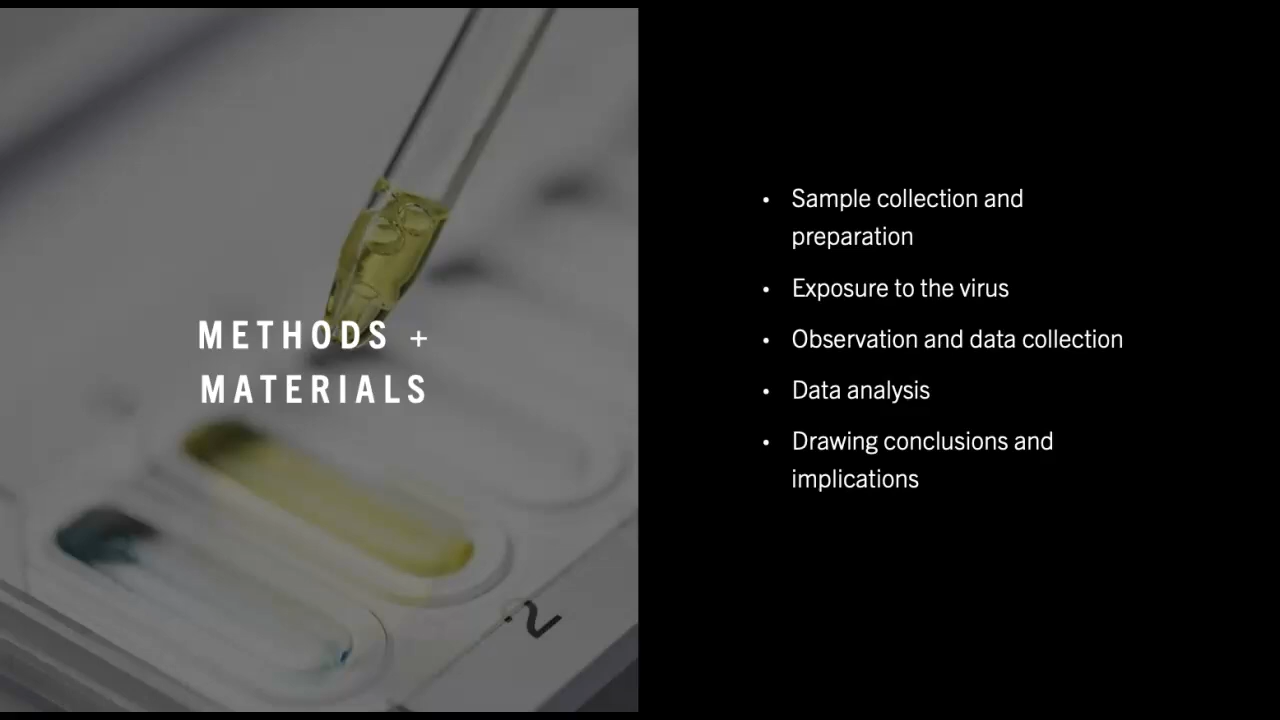 METHODS +
MATERIALS
• Sample collection and
preparation
• Exposure to the virus
• Observation and data collection
• Data analysis
• Drawing conclusions and
implications
2